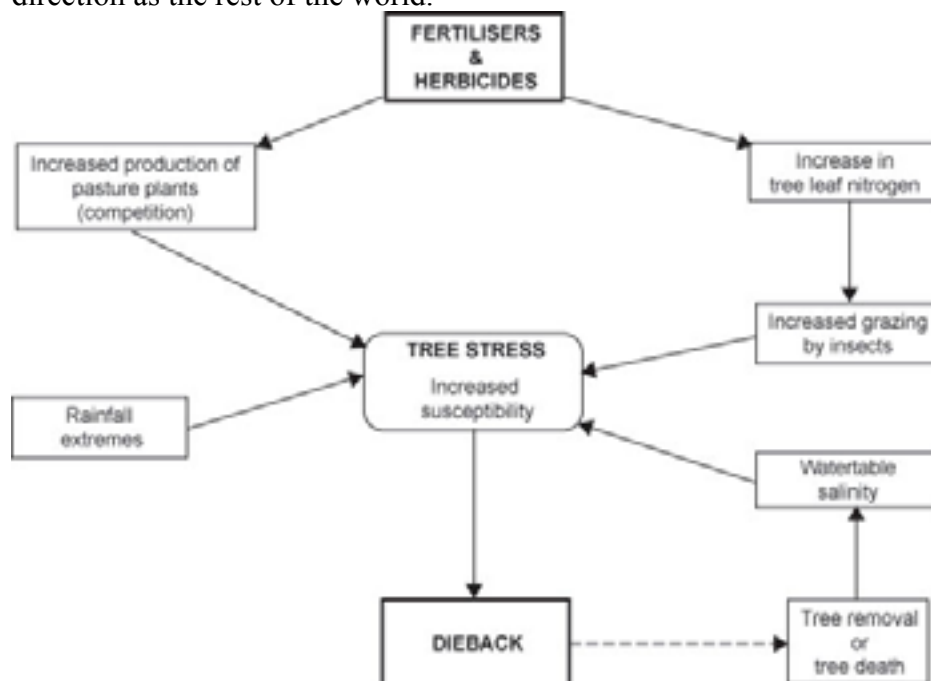 direction as the rest of the world.
FERTILISERS
&
HERBICIDES
Increased production of
pasture plants
(competition)
Increase in
tree leaf nitrogen
Increased grazing
by insects
TREE STRESS
Increased
susceptibility
Rainfall
extremes
Watertable
salinity
DIEBACK
Tree removal
or
tree death